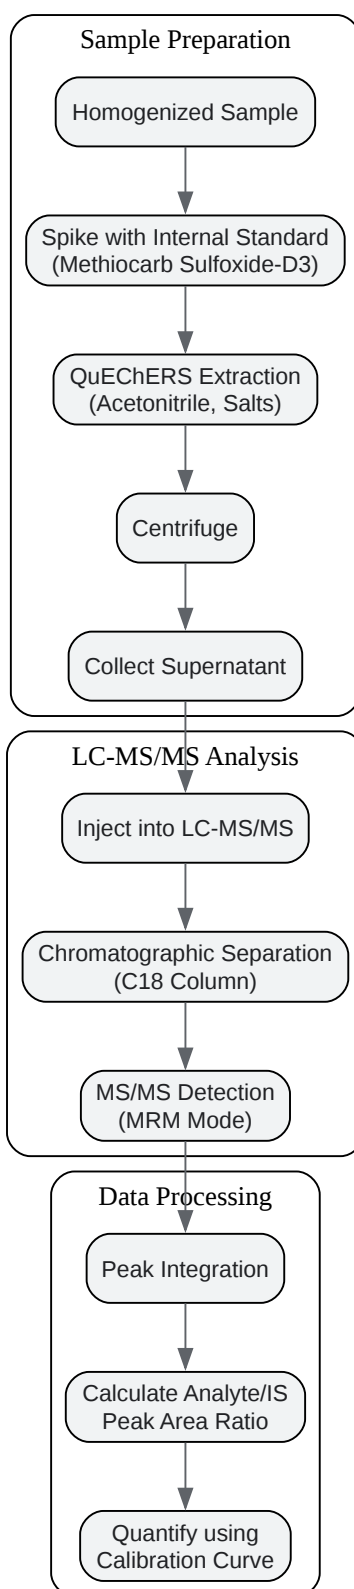 Sample Preparation
Homogenized Sample
Spike with Internal Standard
(Methiocarb Sulfoxide-D3)
QuEChERS Extraction
(Acetonitrile, Salts)
Centrifuge
Collect Supernatant
LC-MS/MS Analysis
Inject into LC-MS/MS
Chromatographic Separation
(C18 Column)
MS/MS Detection
(MRM Mode)
Data Processing
Peak Integration
Calculate Analyte/IS
Peak Area Ratio
Quantify using
Calibration Curve